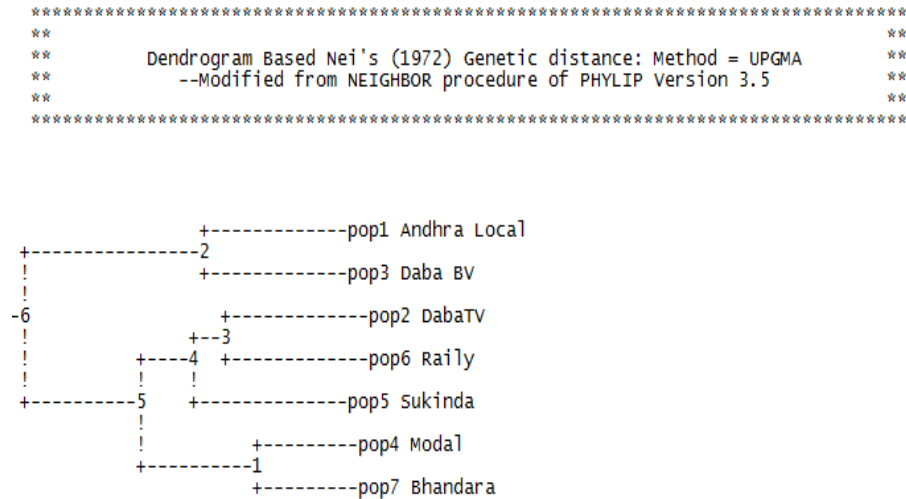 ***********************************************************************************
** **
** Dendrogram Based Nei's (1972) Genetic distance: Method = UPGMA **
** --Modified from NEIGHBOR procedure of PHYLIP Version 3.5 **
** **
***********************************************************************************
+-------------pop1 Andhra Local
+----------------2
! +-------------pop3 Daba BV
!
-6 +-------------pop2 DabaTV
! +--3
! +----4 +-------------pop6 Raily
! ! !
+----------5 +--------------pop5 Sukinda
!
! +---------pop4 Modal
+----------1
+---------pop7 Bhandara